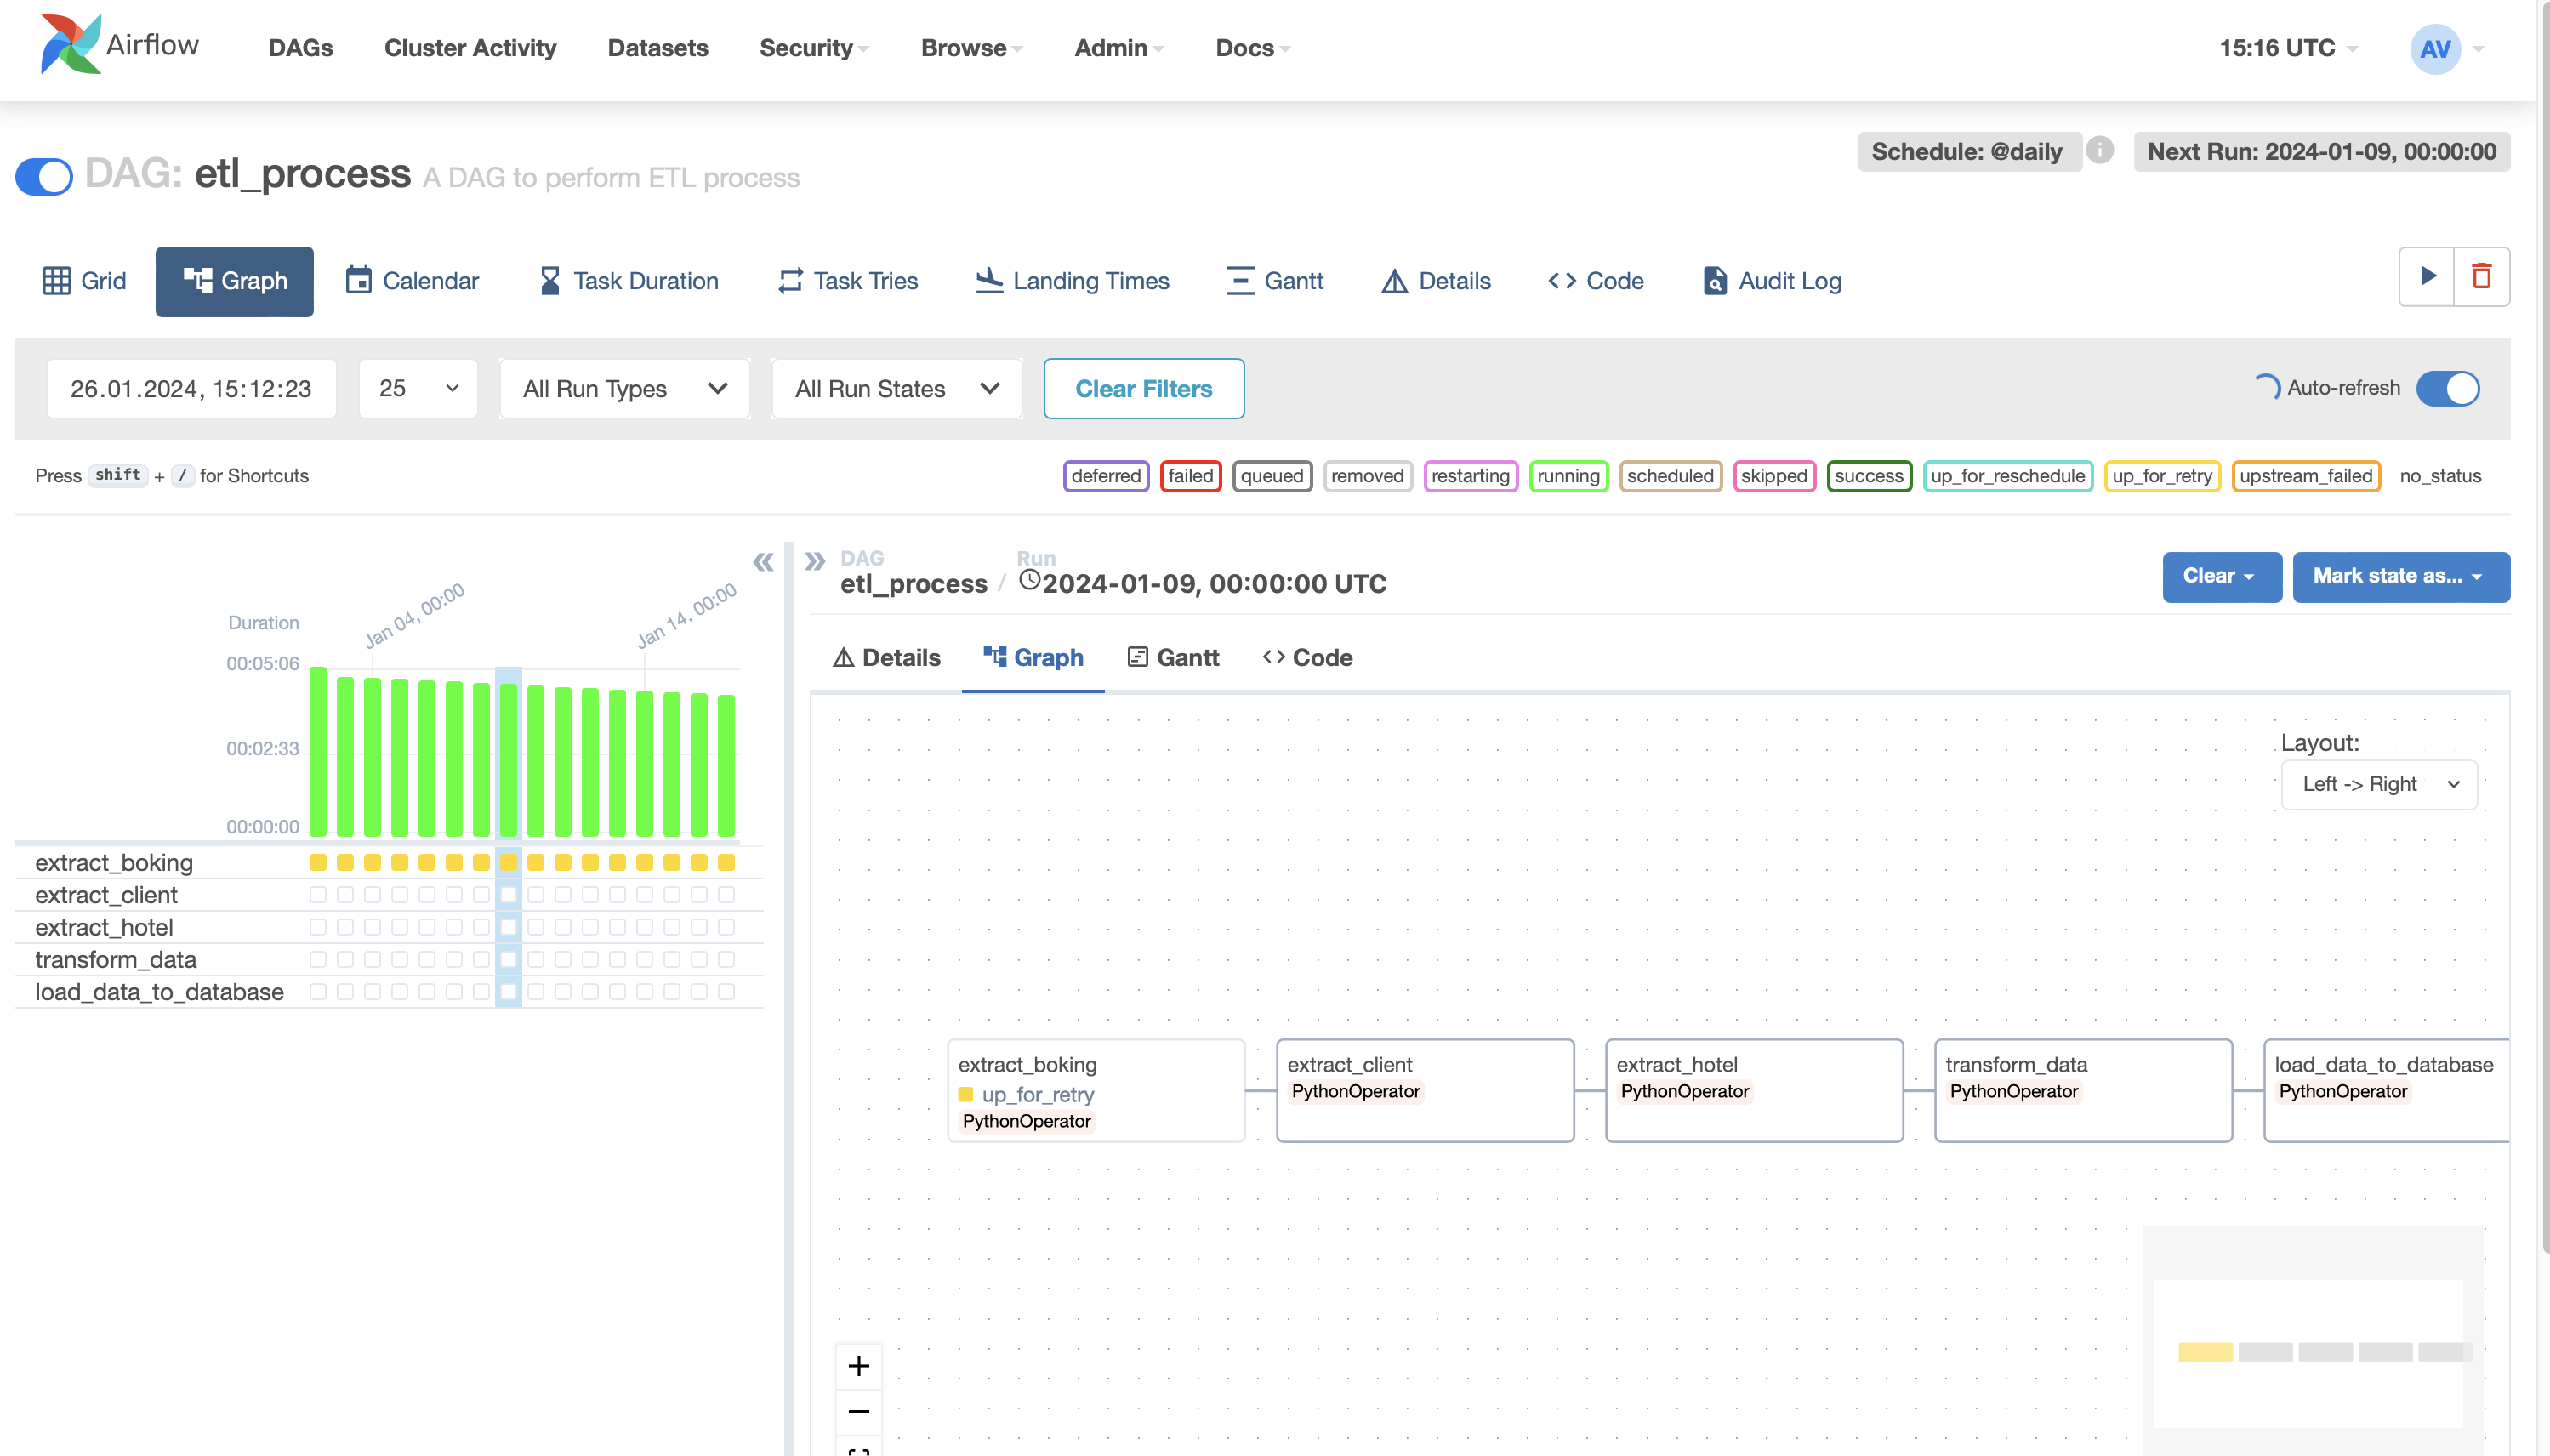 Airflow DAGs Cluster Activity Datasets Security Browse Admin Docs 15:16 UTC AV
Schedule: @daily i Next Run: 2024-01-09, 00:00:00
DAG: etl_process A DAG to perform ETL process
Grid Graph Calendar Task Duration Task Tries Landing Times Gantt Details Code Audit Log
26.01.2024, 15:12:23 25 All Run Types All Run States Clear Filters Auto-refresh
Press shift + / for Shortcuts deferred failed queued removed restarting running scheduled skipped success up_for_reschedule up_for_retry upstream_failed no_status
Duration
Jan 04, 00:00
Jan 14, 00:00
00:05:06
00:02:33
00:00:00
extract_boking
extract_client
extract_hotel
transform_data
load_data_to_database
DAG
etl_process / Run
2024-01-09, 00:00:00 UTC
Clear Mark state as...
Details Graph Gantt <> Code
Layout:
Left -> Right
extract_boking
up_for_retry
PythonOperator
extract_client
PythonOperator
extract_hotel
PythonOperator
transform_data
PythonOperator
load_data_to_database
PythonOperator